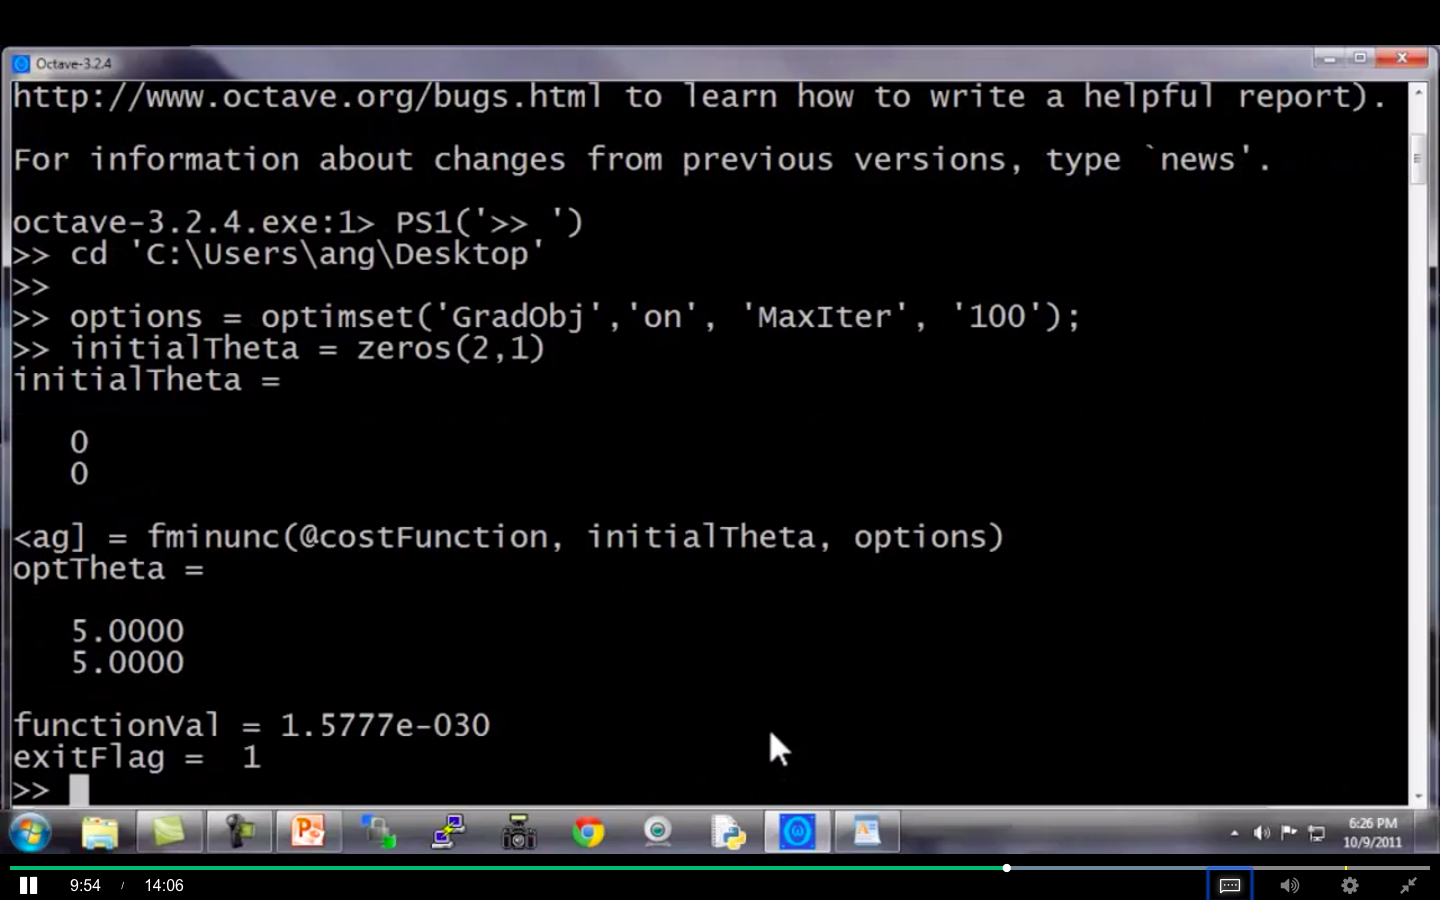 Octave-3.2.4
http://www.octave.org/bugs.html to learn how to write a helpful report).
For information about changes from previous versions, type `news'.
octave-3.2.4.exe:1> PS1('>> ')
>> cd 'C:\Users\ang\Desktop'
>>
>> options = optimset('GradObj','on', 'MaxIter', '100');
>> initialTheta = zeros(2,1)
initialTheta =
0
0
<ag] = fminunc(@costFunction, initialTheta, options)
optTheta =
5.0000
5.0000
functionVal = 1.5777e-030
exitFlag = 1
>>
6:26 PM
10/9/2011
9:54 / 14:06